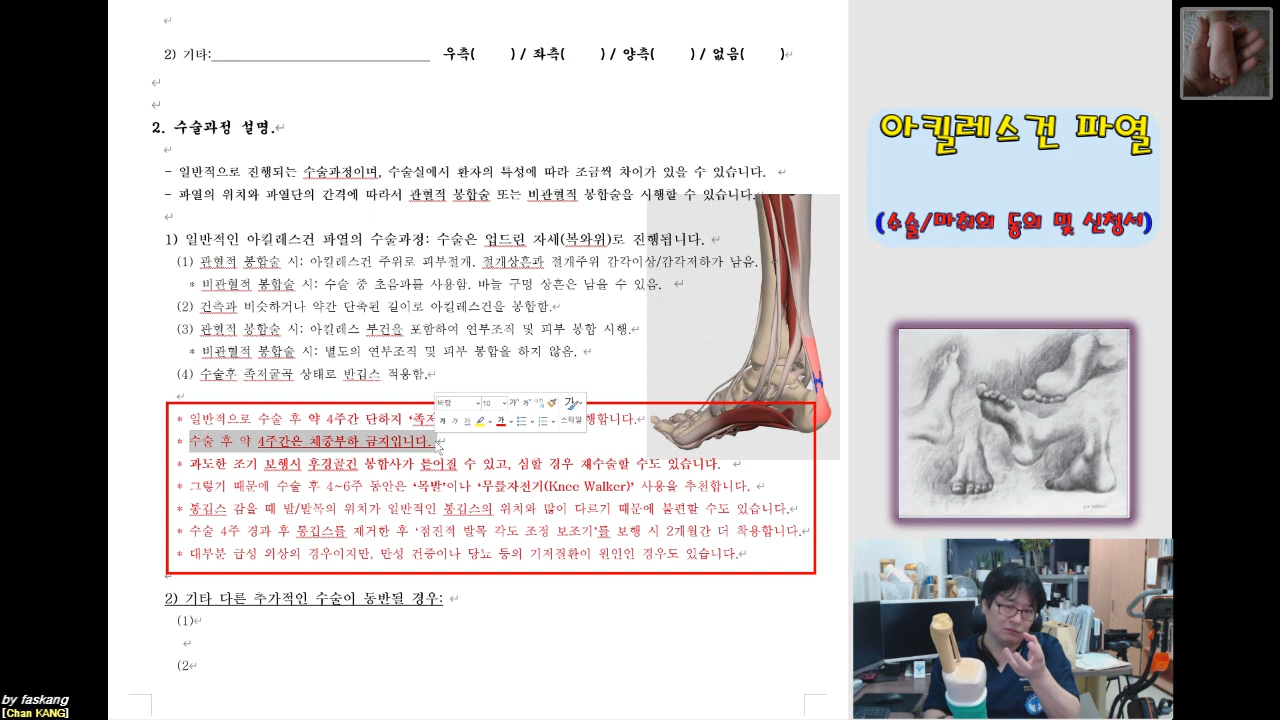 2) 기타:______________________________ 우측( ) / 좌측( ) / 양측( ) / 없음( )
2. 수술과정 설명.
- 일반적으로 진행되는 수술과정이며, 수술실에서 환자의 특성에 따라 조금씩 차이가 있을 수 있습니다.
- 파열의 위치와 파열단의 간격에 따라서 관혈적 봉합술 또는 비관혈적 봉합술을 시행할 수 있습니다.
1) 일반적인 아킬레스건 파열의 수술과정: 수술은 업드린 자세(복와위)로 진행됩니다.
(1) 관혈적 봉합술 시: 아킬레스건 주위로 피부절개. 절개상흔과 절개주위 감각이상/감각저하가 남음.
* 비관혈적 봉합술 시: 수술 중 초음파를 사용함. 바늘 구멍 상흔은 남을 수 있음.
(2) 건측과 비슷하거나 약간 단축된 길이로 아킬레스건을 봉합함.
(3) 관혈적 봉합술 시: 아킬레스 부건을 포함하여 연부조직 및 피부 봉합 시행.
* 비관혈적 봉합술 시: 별도의 연부조직 및 피부 봉합을 하지 않음.
(4) 수술후 족저굴곡 상태로 반깁스 적용함.
* 일반적으로 수술 후 약 4주간 단하지 '족저 행합니다.
바탕 10 가 가 가
가 가 가 가 스타일
* 수술 후 약 4주간은 체중부하 금지입니다.
* 과도한 조기 보행시 후경골건 봉합사가 튿어질 수 있고, 심할 경우 재수술할 수도 있습니다.
* 그렇기 때문에 수술 후 4~6주 동안은 '목발'이나 '무릎자전거(Knee Walker)' 사용을 추천합니다.
* 통깁스 감을 때 발/발목의 위치가 일반적인 통깁스의 위치와 많이 다르기 때문에 불편할 수도 있습니다.
* 수술 4주 경과 후 통깁스를 제거한 후 '점진적 발목 각도 조정 보조기'를 보행 시 2개월간 더 착용합니다.
* 대부분 급성 외상의 경우이지만, 만성 건증이나 당뇨 등의 기저질환이 원인인 경우도 있습니다.
2) 기타 다른 추가적인 수술이 동반될 경우:
(1)
(2
아킬레스건 파열
(수술/마취의 동의 및 신청서)
by faskang
[Chan KANG]